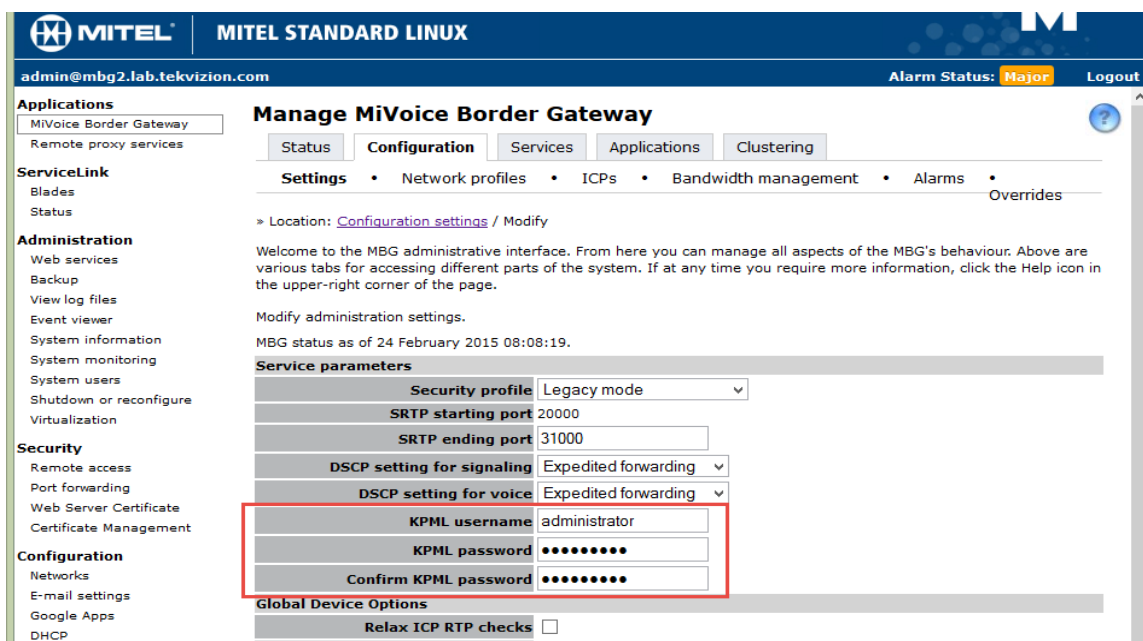 MITEL
MITEL STANDARD LINUX
M
admin@mbg2.lab.tekvizion.com
Alarm Status: Major
Logout
Applications
MiVoice Border Gateway
Remote proxy services
ServiceLink
Blades
Status
Administration
Web services
Backup
View log files
Event viewer
System information
System monitoring
System users
Shutdown or reconfigure
Virtualization
Security
Remote access
Port forwarding
Web Server Certificate
Certificate Management
Configuration
Networks
E-mail settings
Google Apps
DHCP
Manage MiVoice Border Gateway
?
Status Configuration Services Applications Clustering
Settings • Network profiles • ICPs • Bandwidth management • Alarms • Overrides
» Location: Configuration settings / Modify
Welcome to the MBG administrative interface. From here you can manage all aspects of the MBG's behaviour. Above are
various tabs for accessing different parts of the system. If at any time you require more information, click the Help icon in
the upper-right corner of the page.
Modify administration settings.
MBG status as of 24 February 2015 08:08:19.
Service parameters
Security profile Legacy mode
SRTP starting port 20000
SRTP ending port 31000
DSCP setting for signaling Expedited forwarding
DSCP setting for voice Expedited forwarding
KPML username administrator
KPML password •••••••••
Confirm KPML password •••••••••
Global Device Options
Relax ICP RTP checks